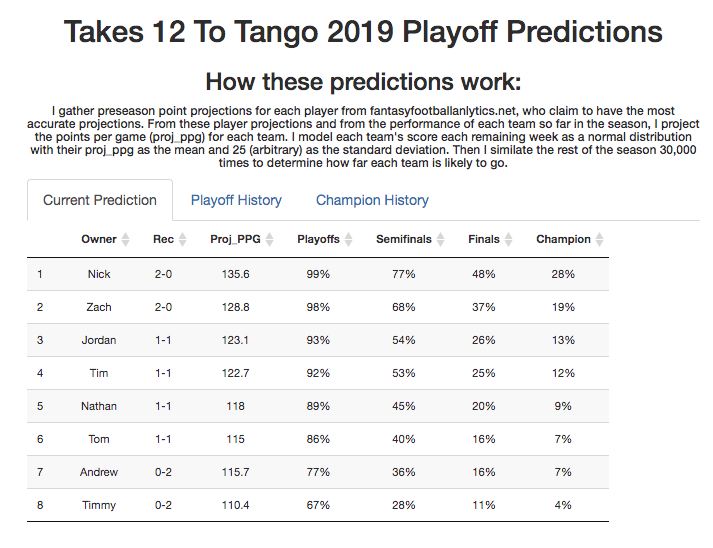 Takes 12 To Tango 2019 Playoff Predictions
How these predictions work:
I gather preseason point projections for each player from fantasyfootballanlytics.net, who claim to have the most
accurate projections. From these player projections and from the performance of each team so far in the season, I project
the points per game (proj_ppg) for each team. I model each team's score each remaining week as a normal distribution
with their proj_ppg as the mean and 25 (arbitrary) as the standard deviation. Then I similate the rest of the season 30,000
times to determine how far each team is likely to go.
Current Prediction Playoff History Champion History
Owner Rec Proj_PPG Playoffs Semifinals Finals Champion
1 Nick 2-0 135.6 99% 77% 48% 28%
2 Zach 2-0 128.8 98% 68% 37% 19%
3 Jordan 1-1 123.1 93% 54% 26% 13%
4 Tim 1-1 122.7 92% 53% 25% 12%
5 Nathan 1-1 118 89% 45% 20% 9%
6 Tom 1-1 115 86% 40% 16% 7%
7 Andrew 0-2 115.7 77% 36% 16% 7%
8 Timmy 0-2 110.4 67% 28% 11% 4%